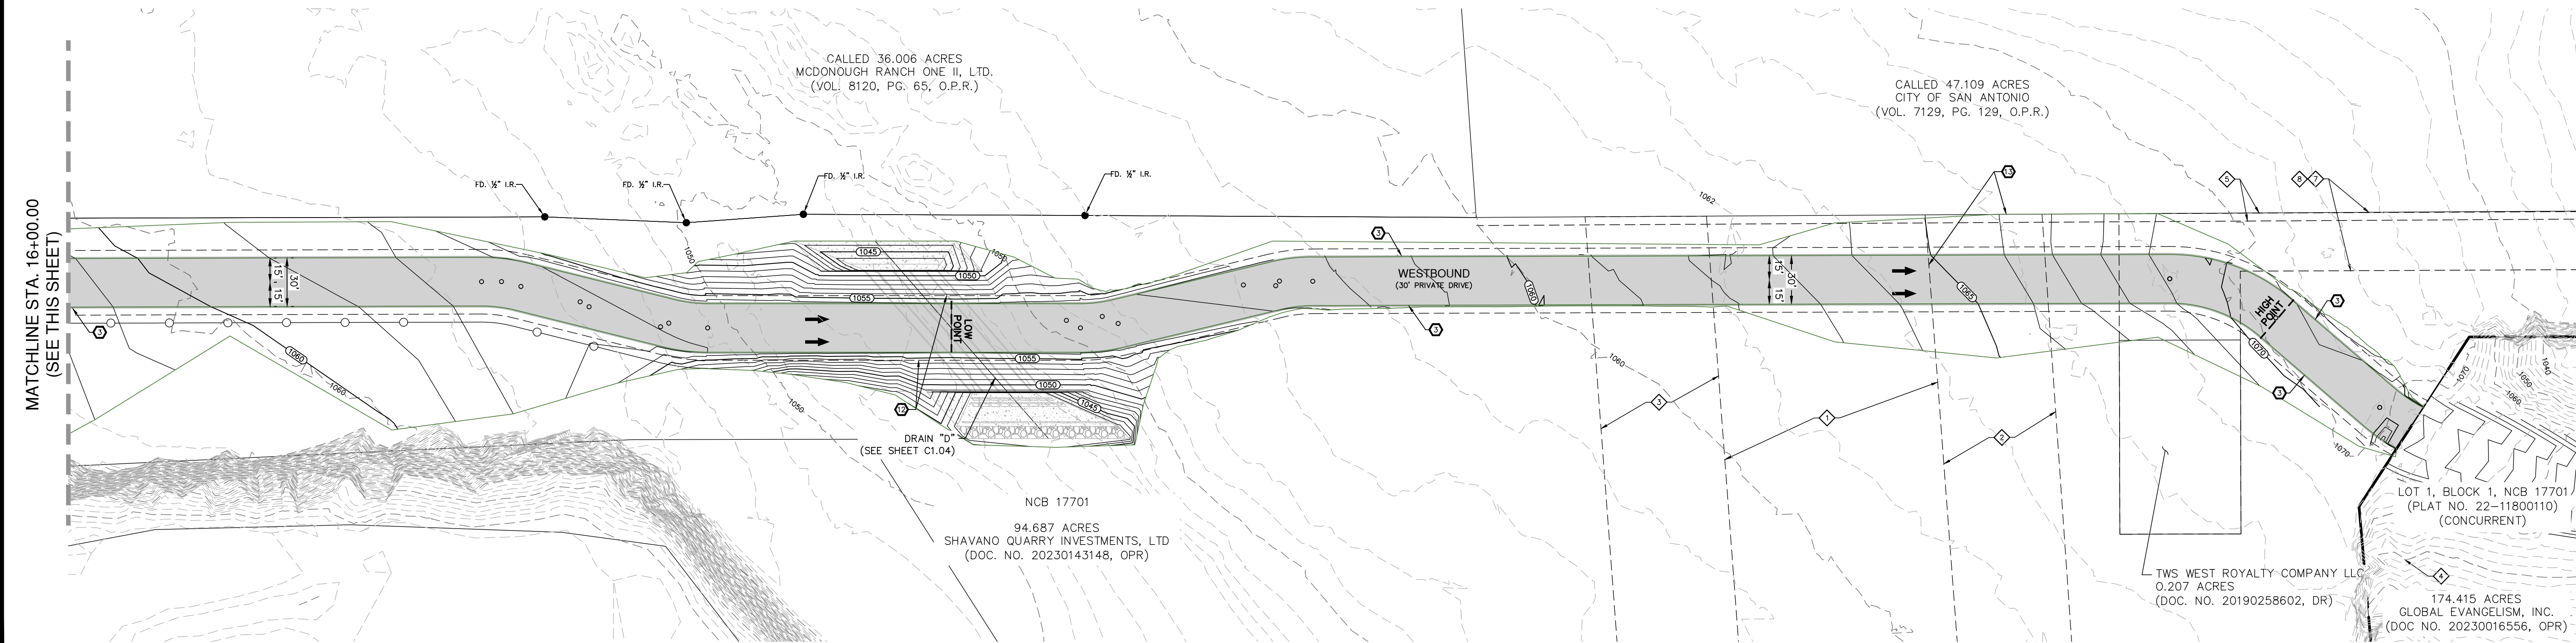 MATCHLINE STA. 16+00.00
(SEE THIS SHEET)
CALLED 36.006 ACRES
MCDONOUGH RANCH ONE II, LTD.
(VOL. 8120, PG. 65, O.P.R.)
CALLED 47.109 ACRES
CITY OF SAN ANTONIO
(VOL. 7129, PG. 129, O.P.R.)
FD. ½" I.R.
FD. ½" I.R.
FD. ½" I.R.
FD. ½" I.R.
13
5
8
7
1062
1050
1045
1050
1050
3
15'
15'
30'
1055
WESTBOUND
(30' PRIVATE DRIVE)
1060
15'
15'
30'
1065
HIGH
POINT
3
3
LOW
POINT
1055
3
1060
1060
1060
1070
1050
1045
12
1050
3
1
2
3
1070
1070
1040
1050
1060
DRAIN "D"
(SEE SHEET C1.04)
NCB 17701
94.687 ACRES
SHAVANO QUARRY INVESTMENTS, LTD
(DOC. NO. 20230143148, OPR)
LOT 1, BLOCK 1, NCB 17701
(PLAT NO. 22-11800110)
(CONCURRENT)
TWS WEST ROYALTY COMPANY LLC
0.207 ACRES
(DOC. NO. 20190258602, DR)
4
174.415 ACRES
GLOBAL EVANGELISM, INC.
(DOC NO. 20230016556, OPR)